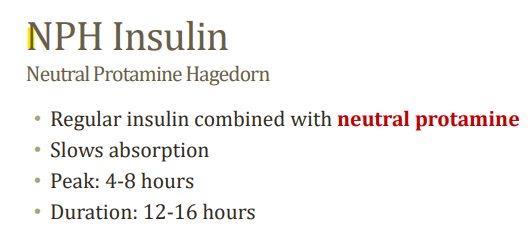 NPH Insulin
Neutral Protamine Hagedorn
• Regular insulin combined with neutral protamine
• Slows absorption
• Peak: 4-8 hours
• Duration: 12-16 hours